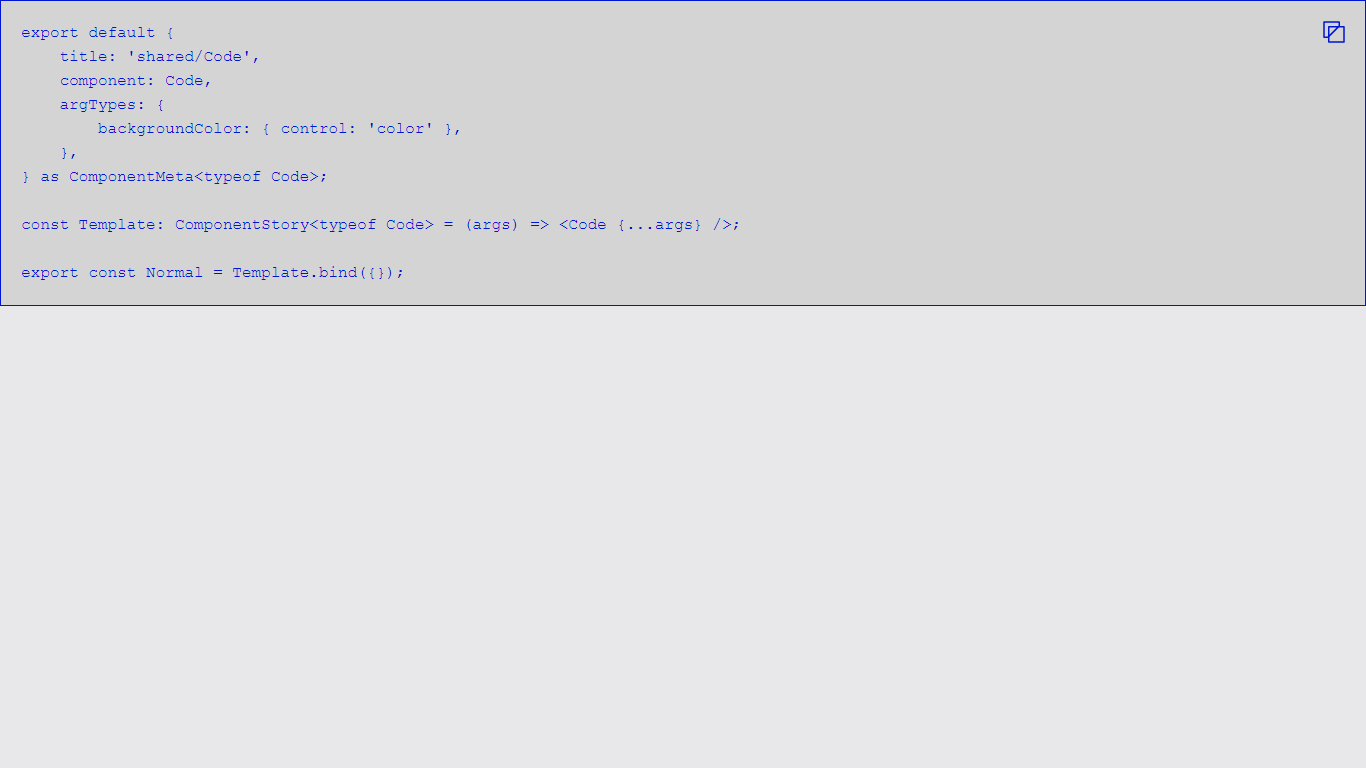 export default {
    title: 'shared/Code',
    component: Code,
    argTypes: {
        backgroundColor: { control: 'color' },
    },
} as ComponentMeta<typeof Code>;

const Template: ComponentStory<typeof Code> = (args) => <Code {...args} />;

export const Normal = Template.bind({});